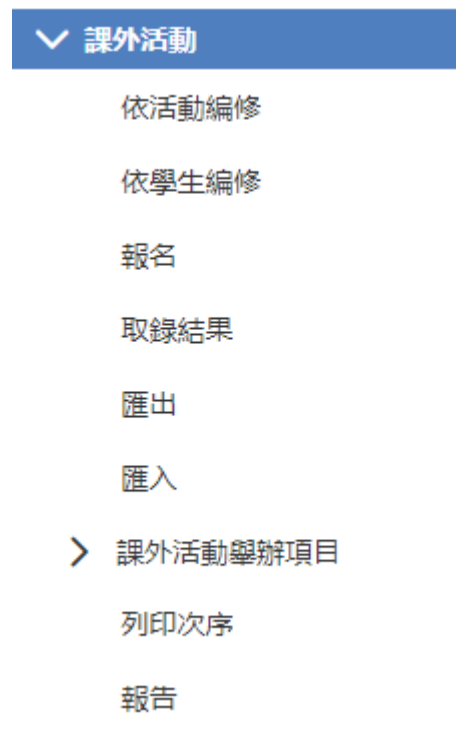 課外活動
依活動編修
依學生編修
報名
取錄結果
匯出
匯入
課外活動舉辦項目
列印次序
報告